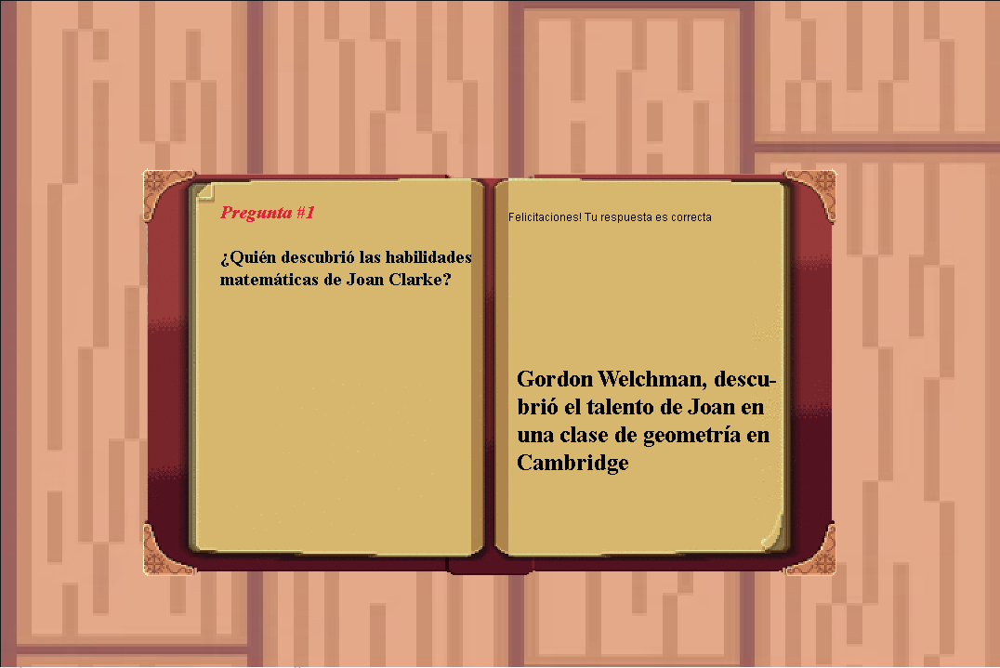 Pregunta #1
¿Quién descubrió las habilidades
matemáticas de Joan Clarke?
Felicitaciones! Tu respuesta es correcta
Gordon Welchman, descu-
brió el talento de Joan en
una clase de geometría en
Cambridge